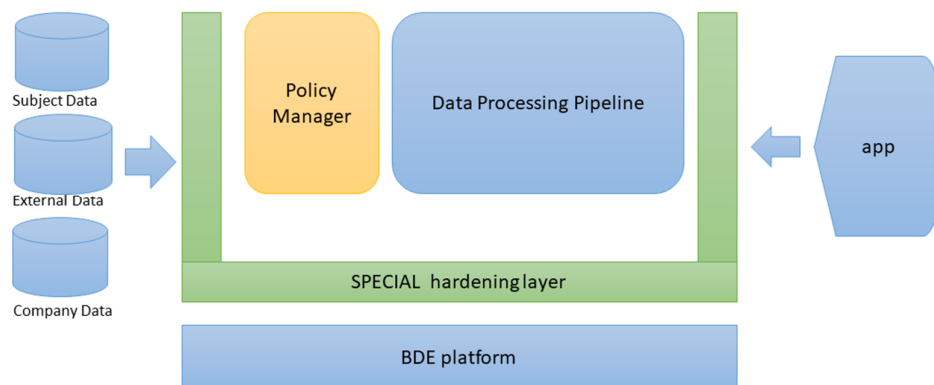 Subject Data
External Data
Company Data
Policy
Manager
Data Processing Pipeline
app
SPECIAL hardening layer
BDE platform